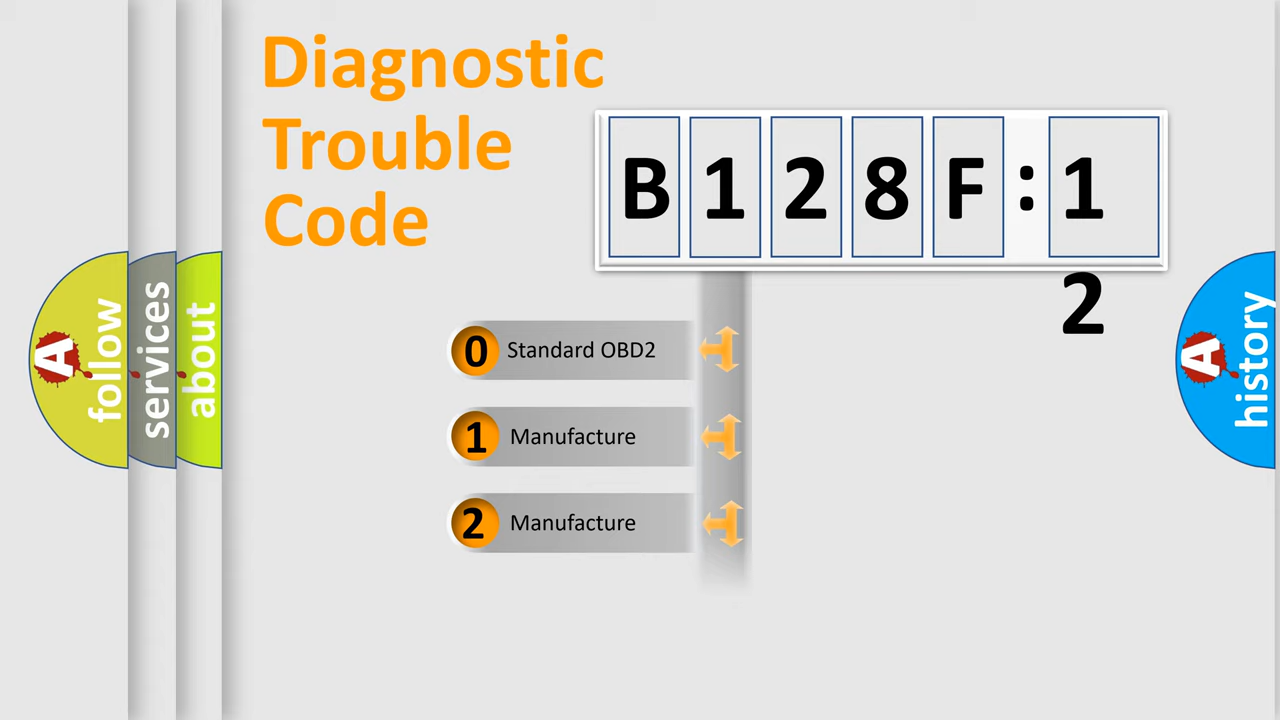 Diagnostic
Trouble
Code
B 1 2 8 F : 1
2
0 Standard OBD2
1 Manufacture
2 Manufacture
A follow
services
about
A history